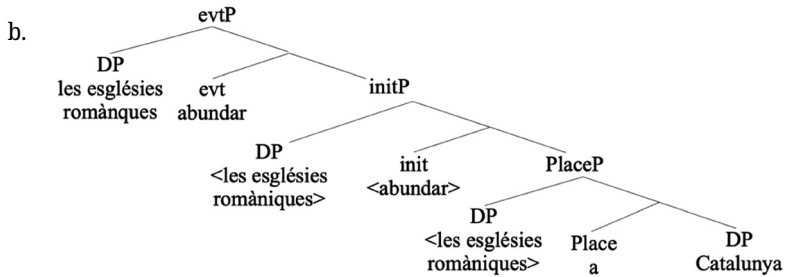 b.
evtP
DP
les esglésies
romànques
evt
abundar
initP
DP
<les esglésies
romàniques>
init
<abundar>
PlaceP
DP
<les esglésies
romàniques>
Place
a
DP
Catalunya